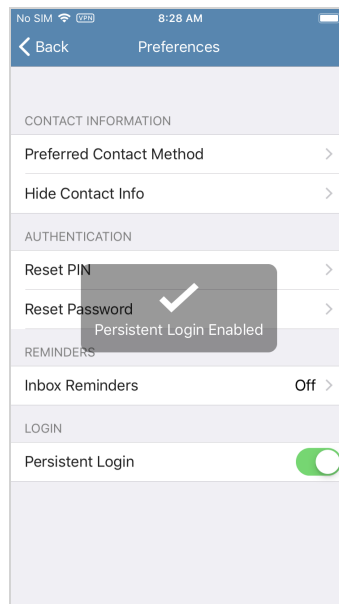 No SIM VPN 8:28 AM
Back Preferences
CONTACT INFORMATION
Preferred Contact Method
Hide Contact Info
AUTHENTICATION
Reset PIN
Reset Password
Persistent Login Enabled
REMINDERS
Inbox Reminders Off
LOGIN
Persistent Login